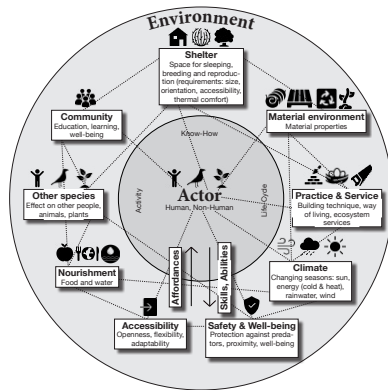 Environment
Shelter
Space for sleeping,
breeding and reproduc-
tion (requirements: size,
orientation, accessibility,
thermal comfort)
Community
Education, learning,
well-being
Material environment
Material properties
Know-How
Other species
Effect on other people,
animals, plants
Activity
Actor
Human, Non-Human
Life-Cycle
Practice & Service
Building technique, way
of living, ecosystem
services
Nourishment
Food and water
Affordances
Skills, Abilities
Climate
Changing seasons: sun,
energy (cold & heat),
rainwater, wind
Accessibility
Openness, flexibility,
adaptability
Safety & Well-being
Protection against preda-
tors, proximity, well-being